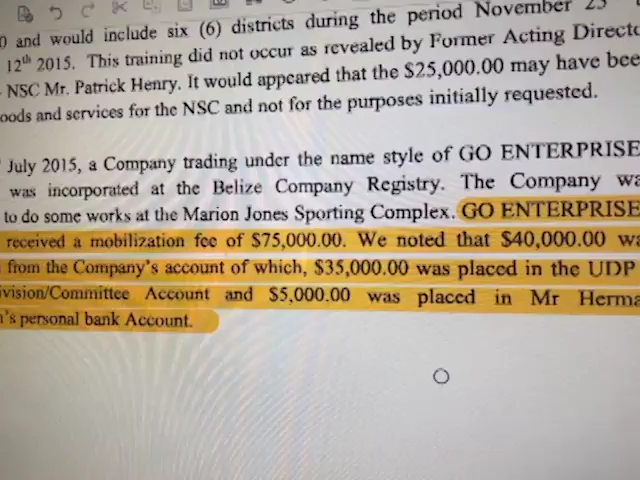 0 and would include six (6) districts during the period November 23
12th 2015. This training did not occur as revealed by Former Acting Directo
NSC Mr. Patrick Henry. It would appeared that the $25,000.00 may have bee
oods and services for the NSC and not for the purposes initially requested.
July 2015, a Company trading under the name style of GO ENTERPRISE
was incorporated at the Belize Company Registry. The Company wa
to do some works at the Marion Jones Sporting Complex. GO ENTERPRISE
received a mobilization fee of $75,000.00. We noted that $40,000.00 wa
from the Company's account of which, $35,000.00 was placed in the UDP
ivision/Committee Account and $5,000.00 was placed in Mr Herma
's personal bank Account.